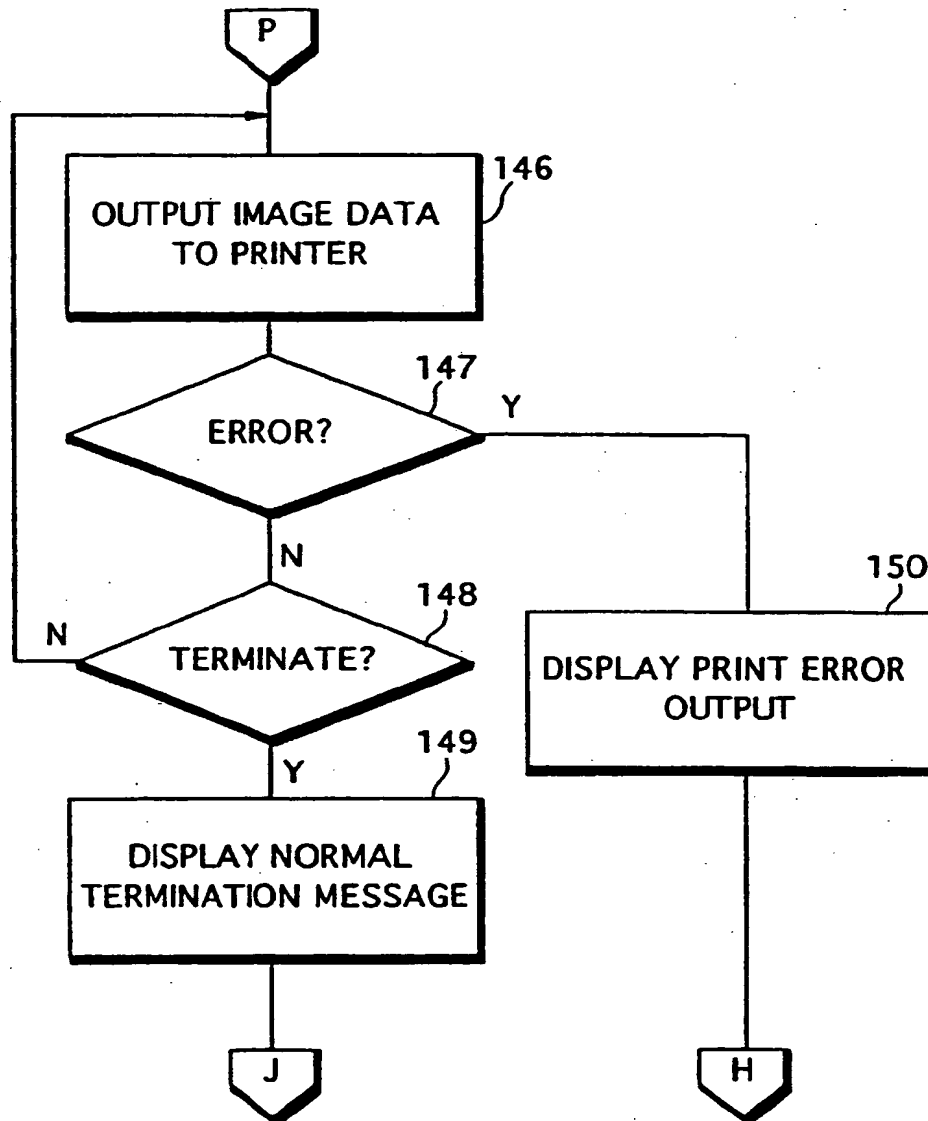 P
146
OUTPUT IMAGE DATA
TO PRINTER
147
ERROR?
Y
N
148
N
TERMINATE?
150
DISPLAY PRINT ERROR
OUTPUT
Y
149
DISPLAY NORMAL
TERMINATION MESSAGE
J
H